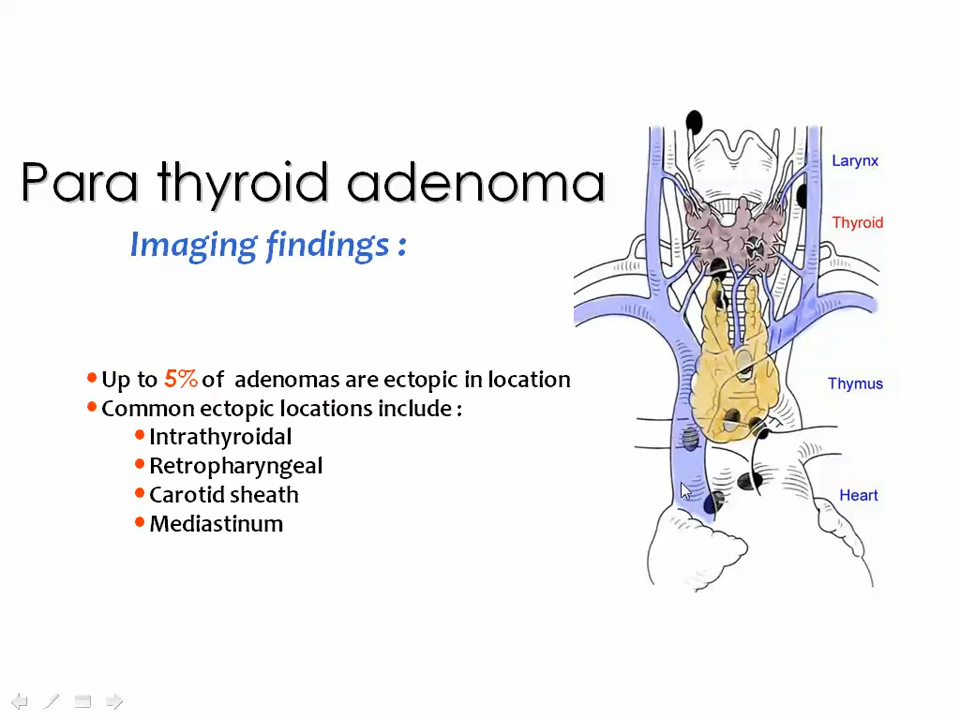 Para thyroid adenoma
Imaging findings :
Up to 5% of adenomas are ectopic in location
Common ectopic locations include :
Intrathyroidal
Retropharyngeal
Carotid sheath
Mediastinum
Larynx
Thyroid
Thymus
Heart